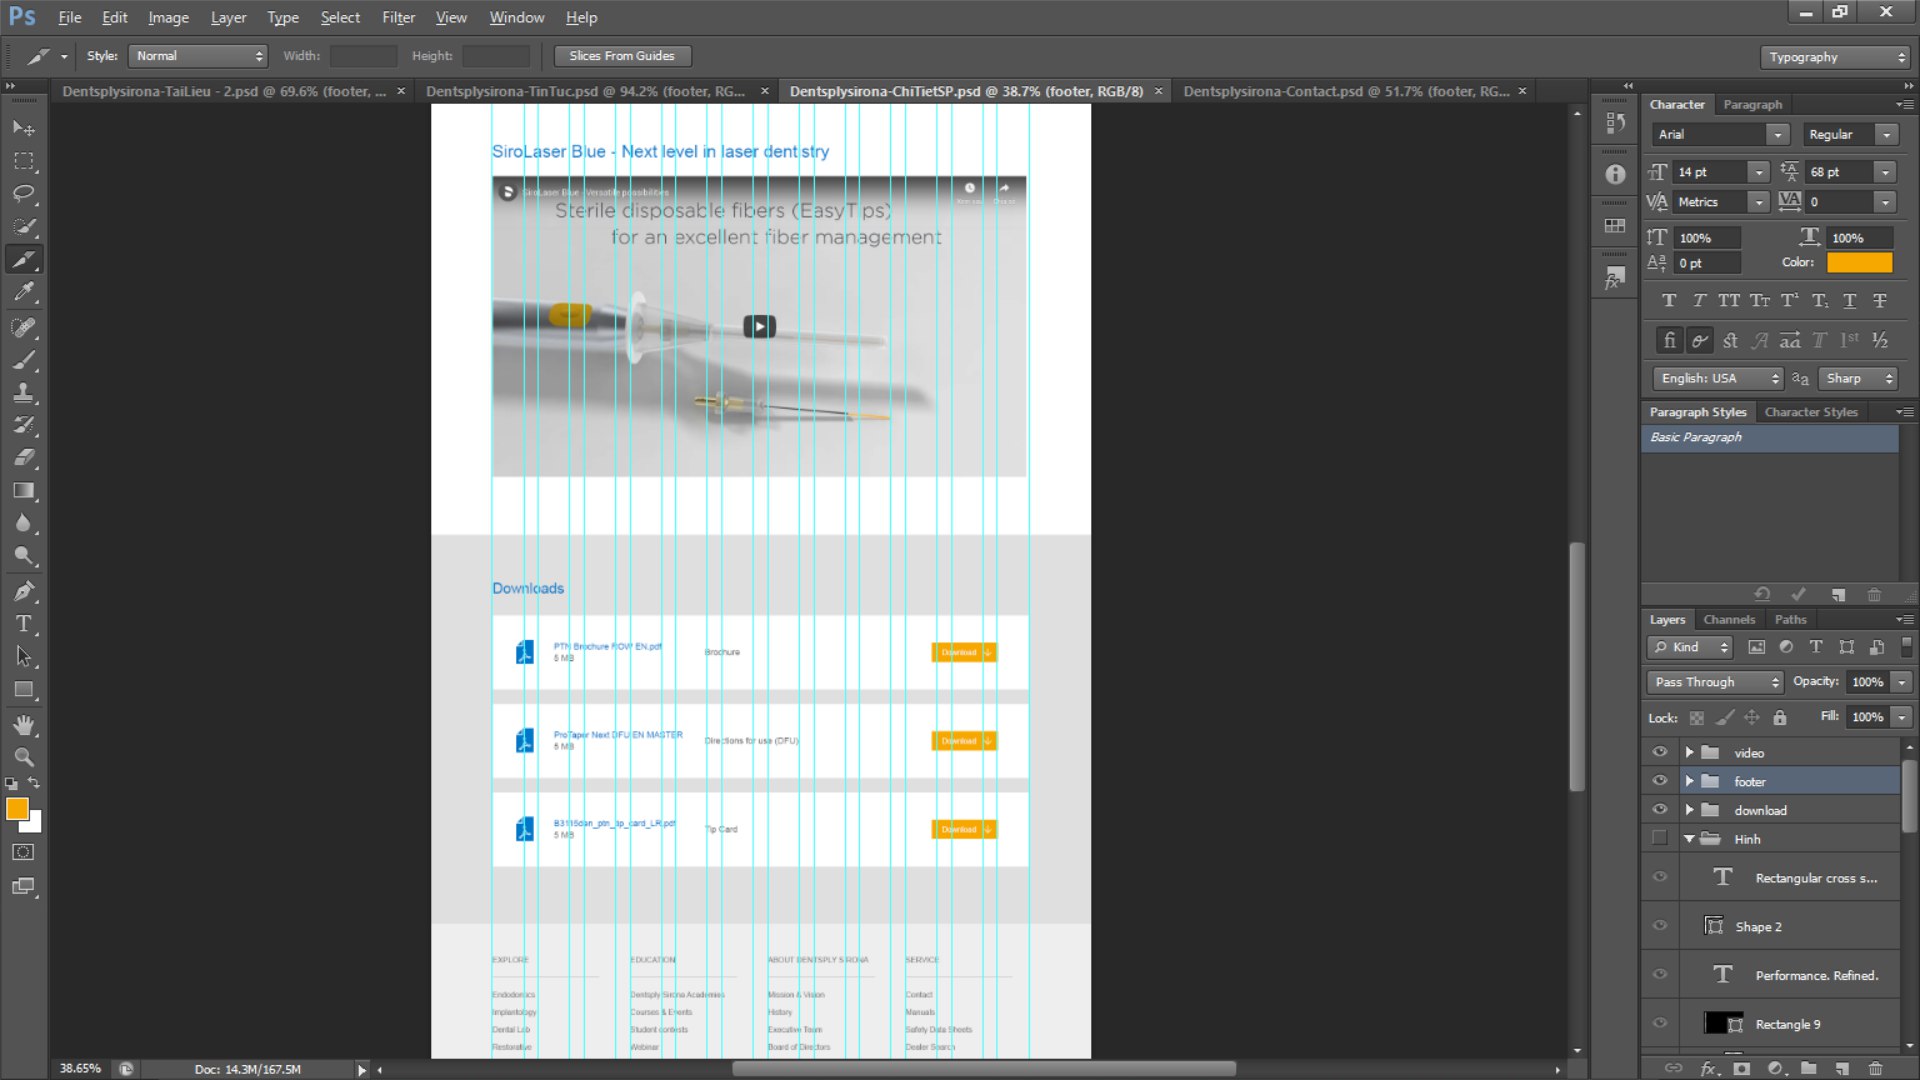 Ps File Edit Image Layer Type Select Filter View Window Help
Style: Normal Width: Height: Slices From Guides Typography
Dentsplysirona-TaiLieu - 2.psd @ 69.6% (footer, ... × Dentsplysirona-TinTuc.psd @ 94.2% (footer, RG... × Dentsplysirona-ChiTietSP.psd @ 38.7% (footer, RGB/8) × Dentsplysirona-Contact.psd @ 51.7% (footer, RG... ×
SiroLaser Blue - Next level in laser dentistry
SiroLaser Blue - Versatile possibilities
Sterile disposable fibers (EasyTips)
for an excellent fiber management
Downloads
PTN Brochure ROW EN.pdf
5 MB
Brochure
Download
ProTaper Next DFU EN MASTER
5 MB
Directions for use (DFU)
Download
5 MB
Tip Card
Download
EXPLORE
Endodontics
Implantology
Dental Lab
Restorative
EDUCATION
Dentsply Sirona Academies
Courses & Events
Student contests
Webinar
ABOUT DENTSPLY SIRONA
Mission & Vision
History
Executive Team
Board of Directors
SERVICE
Contact
Manuals
Safety Data Sheets
Dealer Search
38.65% Doc: 14.3M/167.5M
Character Paragraph
Arial Regular
14 pt 68 pt
Metrics 0
100% 100%
0 pt Color:
English: USA Sharp
Paragraph Styles Character Styles
Basic Paragraph
Layers Channels Paths
Kind
Pass Through Opacity: 100%
Lock: Fill: 100%
video
footer
download
Hinh
Rectangular cross s...
Shape 2
Performance. Refined.
Rectangle 9